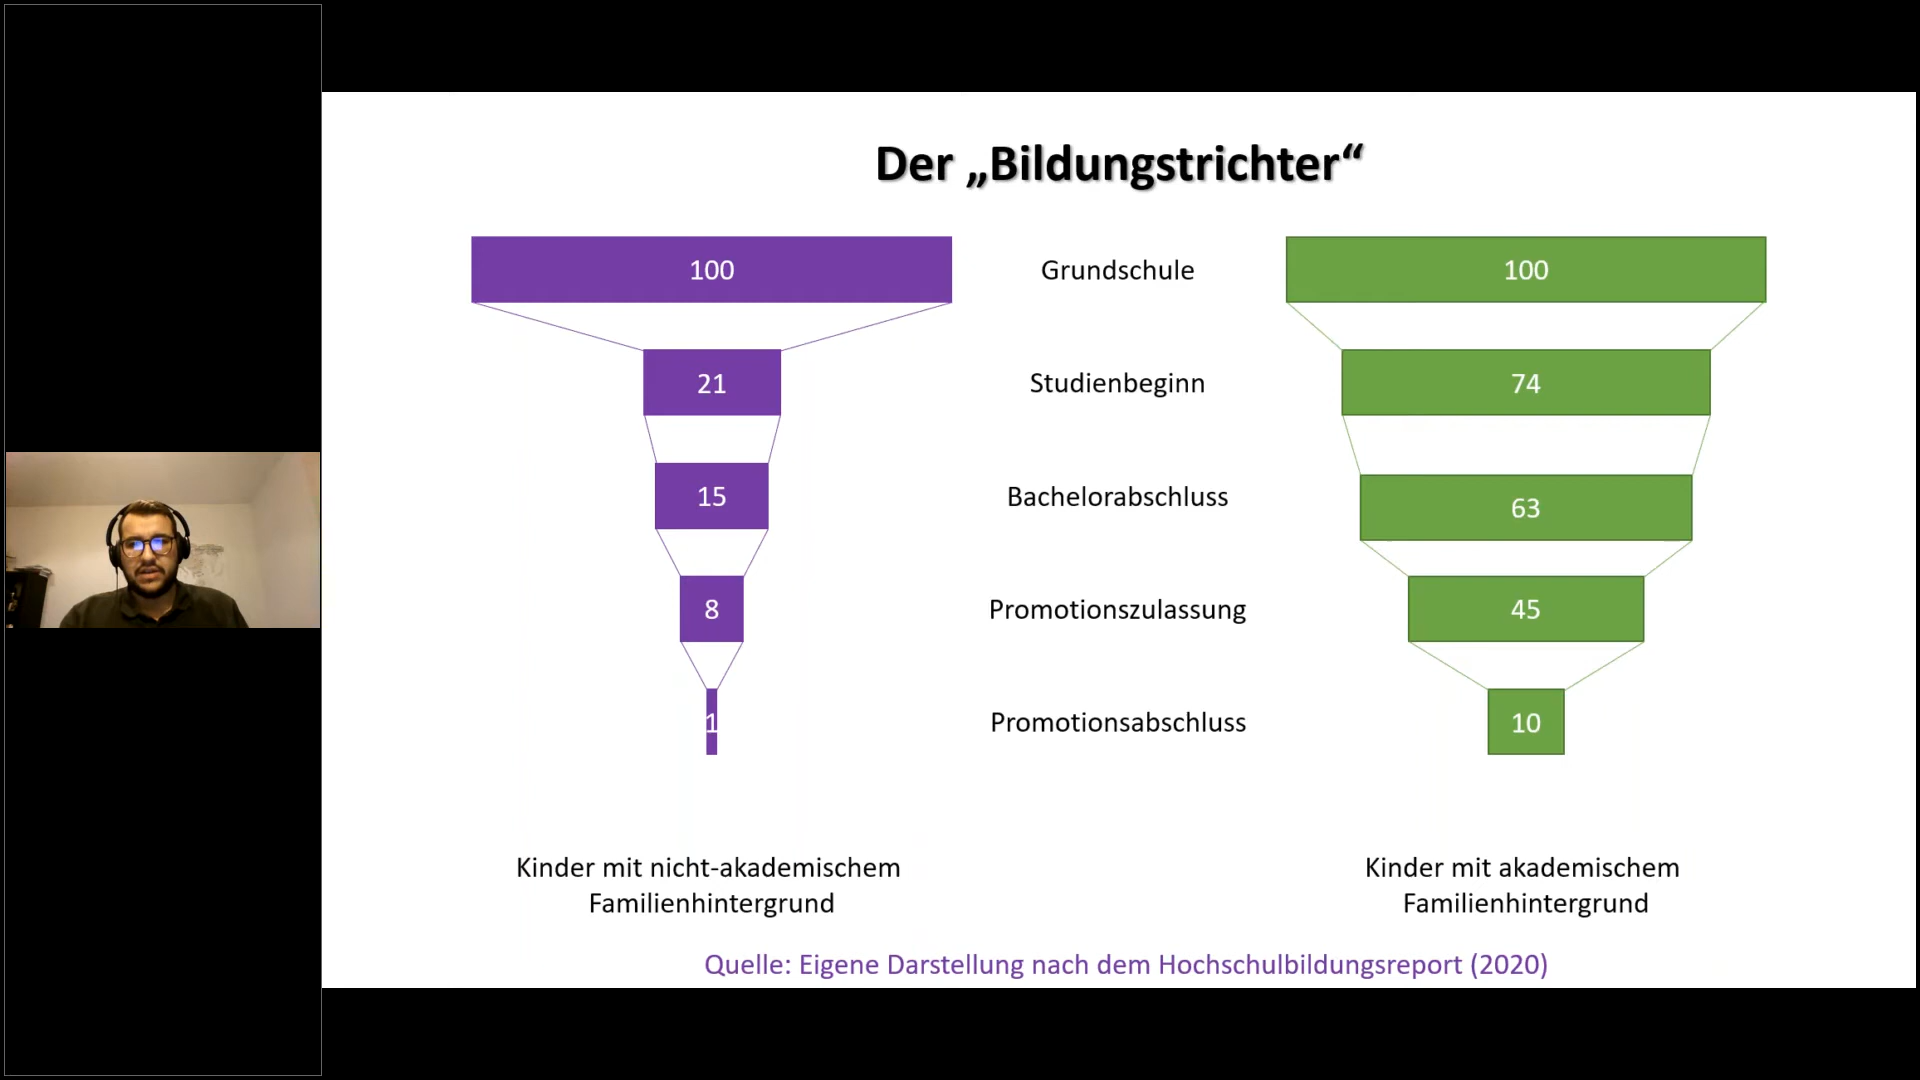 Der „Bildungstrichter“
100
Grundschule
100
21
Studienbeginn
74
15
Bachelorabschluss
63
8
Promotionszulassung
45
1
Promotionsabschluss
10
Kinder mit nicht-akademischem
Familienhintergrund
Kinder mit akademischem
Familienhintergrund
Quelle: Eigene Darstellung nach dem Hochschulbildungsreport (2020)